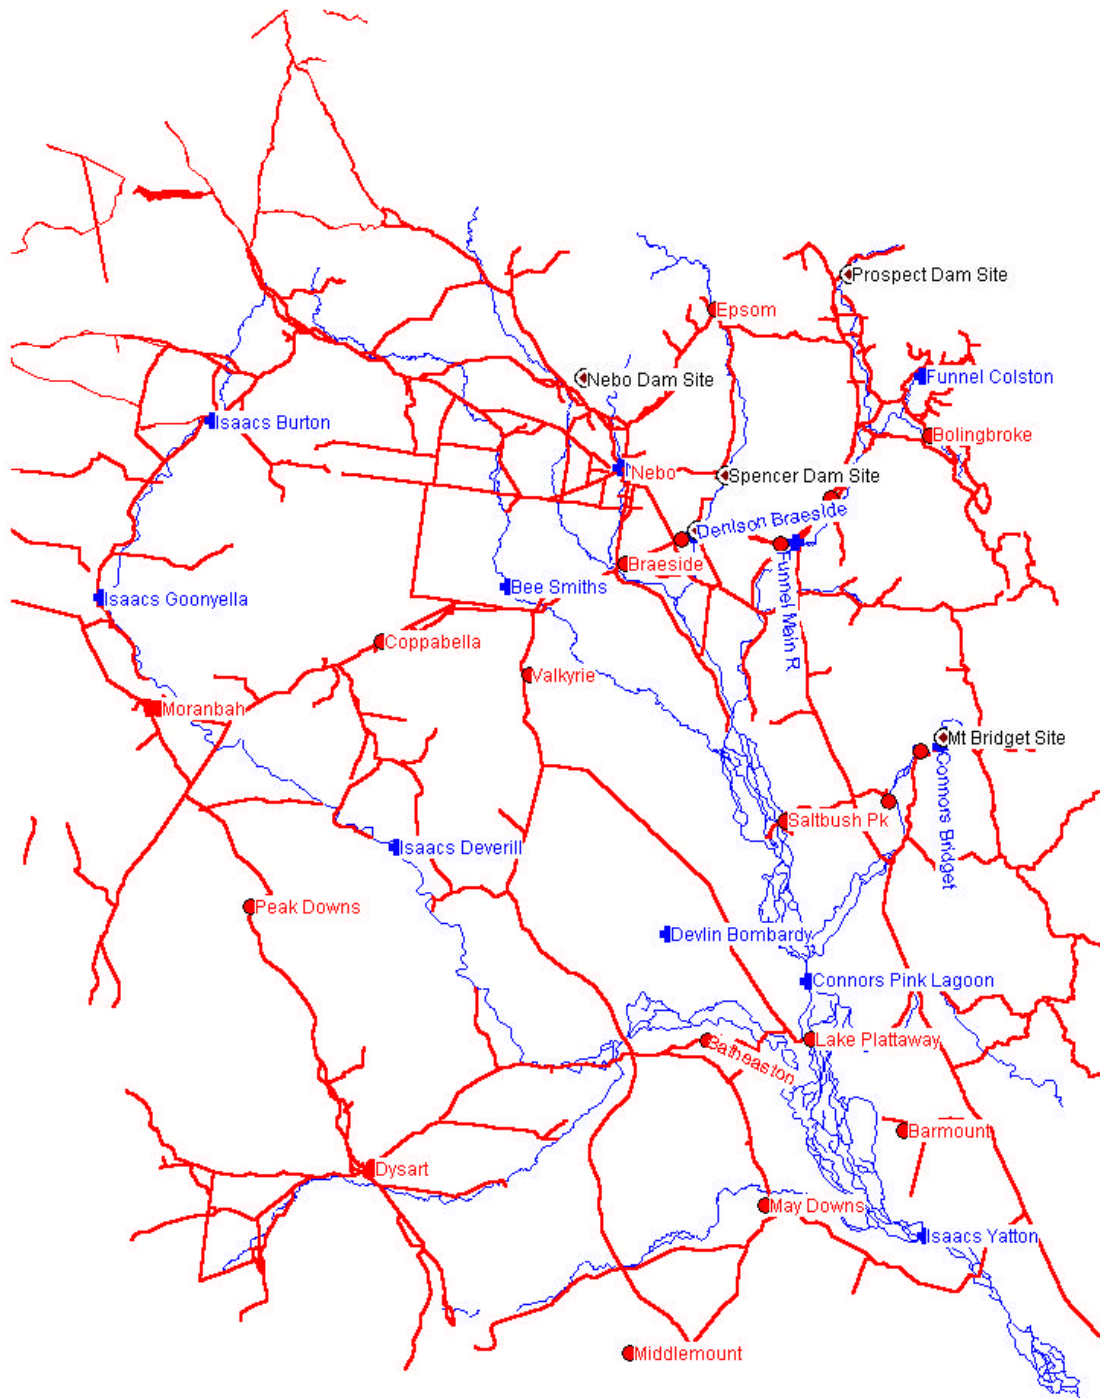 Prospect Dam Site
Epsom
Nebo Dam Site
Funnel Colston
Isaacs Burton
Bolingbroke
Nebo
Spencer Dam Site
Denison Braeside
Braeside
Funnel Main R
Bee Smiths
Isaacs Goonyella
Coppabella
Valkyrie
Moranbah
Mt Bridget Site
Connors Bridget
Saltbush Pk
Isaacs Deverill
Peak Downs
Devlin Bombardy
Connors Pink Lagoon
Lake Plattaway
Batheaston
Barmount
Dysart
May Downs
Isaacs Yatton
Middlemount